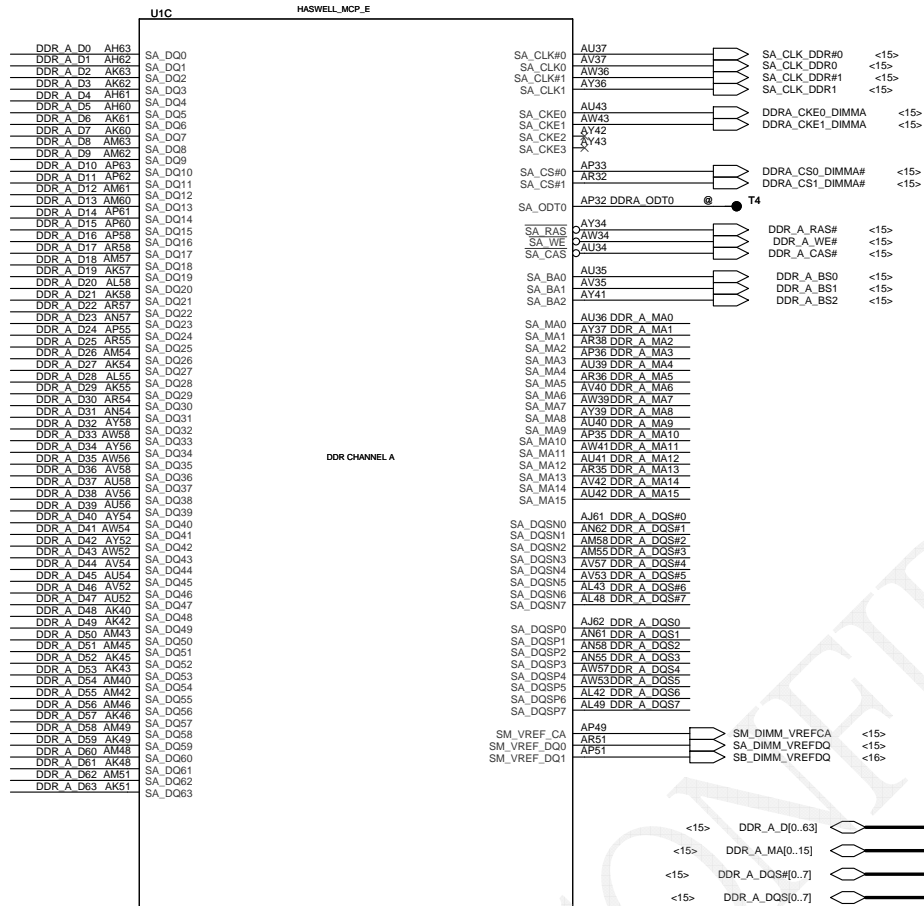 HASWELL_MCP_E
U1C
DDR_A_D0 AH63 SA_DQ0
DDR_A_D1 AH62 SA_DQ1
DDR_A_D2 AK63 SA_DQ2
DDR_A_D3 AK62 SA_DQ3
DDR_A_D4 AH61 SA_DQ4
DDR_A_D5 AH60 SA_DQ5
DDR_A_D6 AK61 SA_DQ6
DDR_A_D7 AK60 SA_DQ7
DDR_A_D8 AM63 SA_DQ8
DDR_A_D9 AM62 SA_DQ9
DDR_A_D10 AP63 SA_DQ10
DDR_A_D11 AP62 SA_DQ11
DDR_A_D12 AM61 SA_DQ12
DDR_A_D13 AM60 SA_DQ13
DDR_A_D14 AP61 SA_DQ14
DDR_A_D15 AP60 SA_DQ15
DDR_A_D16 AP58 SA_DQ16
DDR_A_D17 AR58 SA_DQ17
DDR_A_D18 AM57 SA_DQ18
DDR_A_D19 AK57 SA_DQ19
DDR_A_D20 AL58 SA_DQ20
DDR_A_D21 AK58 SA_DQ21
DDR_A_D22 AR57 SA_DQ22
DDR_A_D23 AN57 SA_DQ23
DDR_A_D24 AP55 SA_DQ24
DDR_A_D25 AR55 SA_DQ25
DDR_A_D26 AM54 SA_DQ26
DDR_A_D27 AK54 SA_DQ27
DDR_A_D28 AL55 SA_DQ28
DDR_A_D29 AK55 SA_DQ29
DDR_A_D30 AR54 SA_DQ30
DDR_A_D31 AN54 SA_DQ31
DDR_A_D32 AY58 SA_DQ32
DDR_A_D33 AW58 SA_DQ33
DDR_A_D34 AY56 SA_DQ34
DDR_A_D35 AW56 SA_DQ35
DDR_A_D36 AV58 SA_DQ36
DDR_A_D37 AU58 SA_DQ37
DDR_A_D38 AV56 SA_DQ38
DDR_A_D39 AU56 SA_DQ39
DDR_A_D40 AY54 SA_DQ40
DDR_A_D41 AW54 SA_DQ41
DDR_A_D42 AY52 SA_DQ42
DDR_A_D43 AW52 SA_DQ43
DDR_A_D44 AV54 SA_DQ44
DDR_A_D45 AU54 SA_DQ45
DDR_A_D46 AV52 SA_DQ46
DDR_A_D47 AU52 SA_DQ47
DDR_A_D48 AK40 SA_DQ48
DDR_A_D49 AK42 SA_DQ49
DDR_A_D50 AM43 SA_DQ50
DDR_A_D51 AM45 SA_DQ51
DDR_A_D52 AK45 SA_DQ52
DDR_A_D53 AK43 SA_DQ53
DDR_A_D54 AM40 SA_DQ54
DDR_A_D55 AM42 SA_DQ55
DDR_A_D56 AM46 SA_DQ56
DDR_A_D57 AK46 SA_DQ57
DDR_A_D58 AM49 SA_DQ58
DDR_A_D59 AK49 SA_DQ59
DDR_A_D60 AM48 SA_DQ60
DDR_A_D61 AK48 SA_DQ61
DDR_A_D62 AM51 SA_DQ62
DDR_A_D63 AK51 SA_DQ63
DDR CHANNEL A
SA_CLK#0 AU37 SA_CLK_DDR#0 <15>
SA_CLK0 AV37 SA_CLK_DDR0 <15>
SA_CLK#1 AW36 SA_CLK_DDR#1 <15>
SA_CLK1 AY36 SA_CLK_DDR1 <15>
SA_CKE0 AU43 DDRA_CKE0_DIMMA <15>
SA_CKE1 AW43 DDRA_CKE1_DIMMA <15>
SA_CKE2 AY42
SA_CKE3 AY43
SA_CS#0 AP33 DDRA_CS0_DIMMA# <15>
SA_CS#1 AR32 DDRA_CS1_DIMMA# <15>
SA_ODT0 AP32 DDRA_ODT0 @ T4
SA_RAS AY34 DDR_A_RAS# <15>
SA_WE AW34 DDR_A_WE# <15>
SA_CAS AU34 DDR_A_CAS# <15>
SA_BA0 AU35 DDR_A_BS0 <15>
SA_BA1 AV35 DDR_A_BS1 <15>
SA_BA2 AY41 DDR_A_BS2 <15>
SA_MA0 AU36 DDR_A_MA0
SA_MA1 AY37 DDR_A_MA1
SA_MA2 AR38 DDR_A_MA2
SA_MA3 AP36 DDR_A_MA3
SA_MA4 AU39 DDR_A_MA4
SA_MA5 AR36 DDR_A_MA5
SA_MA6 AV40 DDR_A_MA6
SA_MA7 AW39 DDR_A_MA7
SA_MA8 AY39 DDR_A_MA8
SA_MA9 AU40 DDR_A_MA9
SA_MA10 AP35 DDR_A_MA10
SA_MA11 AW41 DDR_A_MA11
SA_MA12 AU41 DDR_A_MA12
SA_MA13 AR35 DDR_A_MA13
SA_MA14 AV42 DDR_A_MA14
SA_MA15 AU42 DDR_A_MA15
SA_DQSN0 AJ61 DDR_A_DQS#0
SA_DQSN1 AN62 DDR_A_DQS#1
SA_DQSN2 AM58 DDR_A_DQS#2
SA_DQSN3 AM55 DDR_A_DQS#3
SA_DQSN4 AV57 DDR_A_DQS#4
SA_DQSN5 AV53 DDR_A_DQS#5
SA_DQSN6 AL43 DDR_A_DQS#6
SA_DQSN7 AL48 DDR_A_DQS#7
SA_DQSP0 AJ62 DDR_A_DQS0
SA_DQSP1 AN61 DDR_A_DQS1
SA_DQSP2 AN58 DDR_A_DQS2
SA_DQSP3 AN55 DDR_A_DQS3
SA_DQSP4 AW57 DDR_A_DQS4
SA_DQSP5 AW53 DDR_A_DQS5
SA_DQSP6 AL42 DDR_A_DQS6
SA_DQSP7 AL49 DDR_A_DQS7
SM_VREF_CA AP49 SM_DIMM_VREFCA <15>
SM_VREF_DQ0 AR51 SA_DIMM_VREFDQ <15>
SM_VREF_DQ1 AP51 SB_DIMM_VREFDQ <16>
<15> DDR_A_D[0..63]
<15> DDR_A_MA[0..15]
<15> DDR_A_DQS#[0..7]
<15> DDR_A_DQS[0..7]